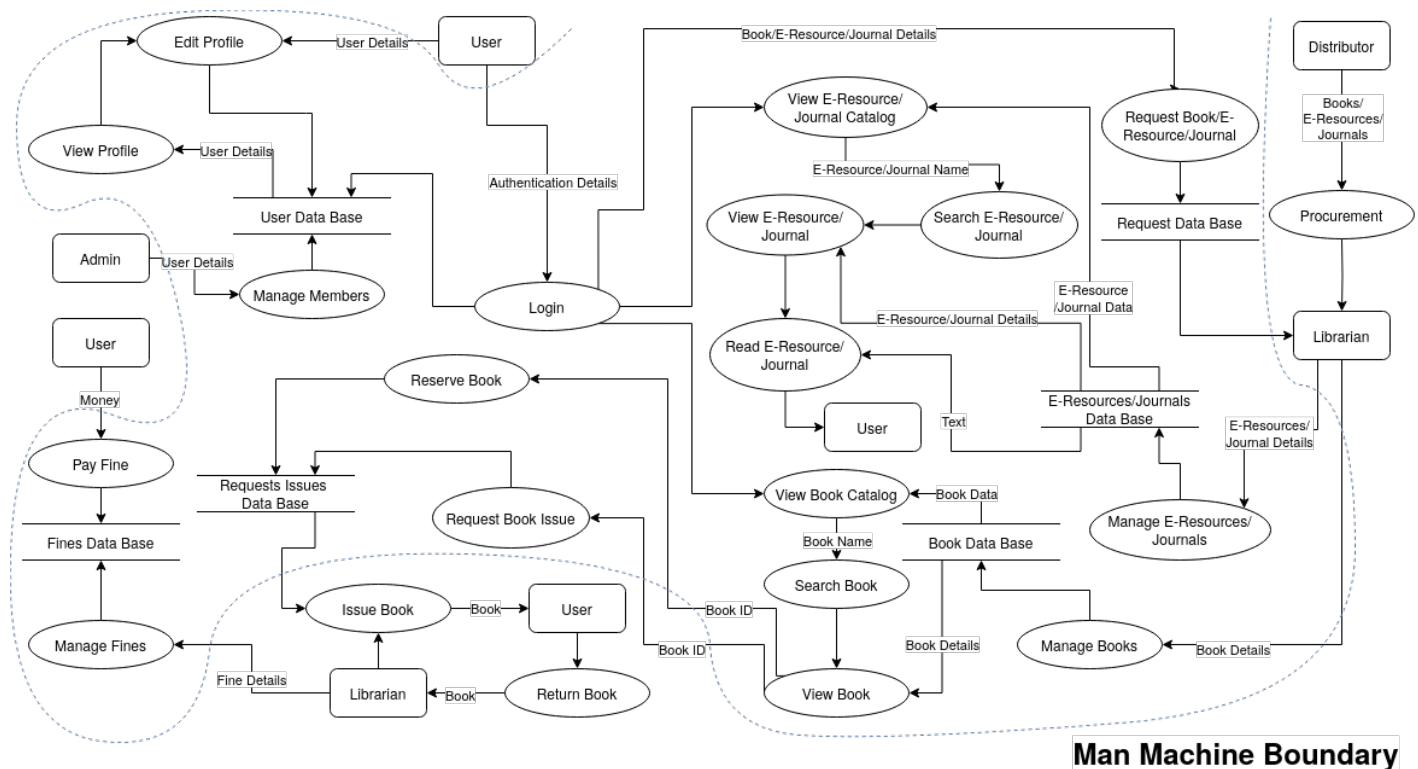 Edit Profile
User Details
User
Book/E-Resource/Journal Details
Distributor
View E-Resource/
Journal Catalog
Request Book/E-
Resource/Journal
Books/
E-Resources/
Journals
View Profile
User Details
Authentication Details
E-Resource/Journal Name
User Data Base
View E-Resource/
Journal
Search E-Resource/
Journal
Request Data Base
Procurement
Admin
User Details
Manage Members
Login
E-Resource
/Journal Data
E-Resource/Journal Details
User
Read E-Resource/
Journal
Librarian
Money
Reserve Book
E-Resources/Journals
Data Base
User
Text
E-Resources/
Journal Details
Pay Fine
Requests Issues
Data Base
Request Book Issue
View Book Catalog
Book Data
Manage E-Resources/
Journals
Fines Data Base
Book Name
Book Data Base
Search Book
Issue Book
Book
User
Book ID
Manage Fines
Book ID
Book Details
Manage Books
Book Details
Fine Details
Librarian
Book
Return Book
View Book
Man Machine Boundary